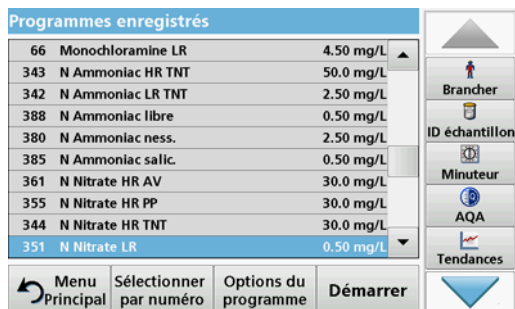 Programmes enregistrés
66 Monochloramine LR 4.50 mg/L
343 N Ammoniac HR TNT 50.0 mg/L
342 N Ammoniac LR TNT 2.50 mg/L
388 N Ammoniac libre 0.50 mg/L
380 N Ammoniac ness. 2.50 mg/L
385 N Ammoniac salic. 0.50 mg/L
361 N Nitrate HR AV 30.0 mg/L
355 N Nitrate HR PP 30.0 mg/L
344 N Nitrate HR TNT 30.0 mg/L
351 N Nitrate LR 0.50 mg/L
Brancher
ID échantillon
Minuteur
AQA
Tendances
Menu
Principal
Sélectionner
par numéro
Options du
programme
Démarrer